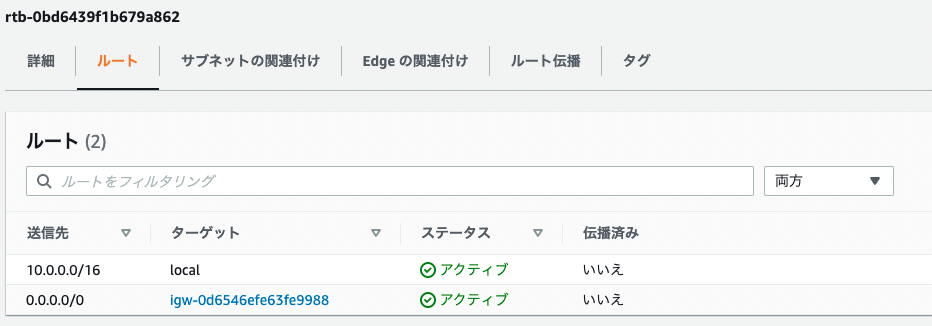 rtb-0bd6439f1b679a862
詳細 ルート サブネットの関連付け Edge の関連付け ルート伝播 タグ
ルート (2)
ルートをフィルタリング 両方
送信先 ターゲット ステータス 伝播済み
10.0.0.0/16 local アクティブ いいえ
0.0.0.0/0 igw-0d6546efe63fe9988 アクティブ いいえ